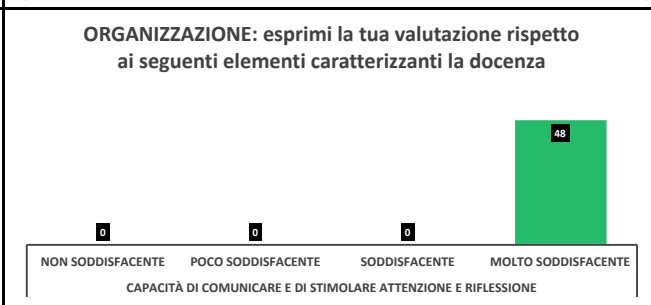 ORGANIZZAZIONE: esprimi la tua valutazione rispetto
ai seguenti elementi caratterizzanti la docenza
48
0 0 0
NON SODDISFACENTE POCO SODDISFACENTE SODDISFACENTE MOLTO SODDISFACENTE
CAPACITÀ DI COMUNICARE E DI STIMOLARE ATTENZIONE E RIFLESSIONE